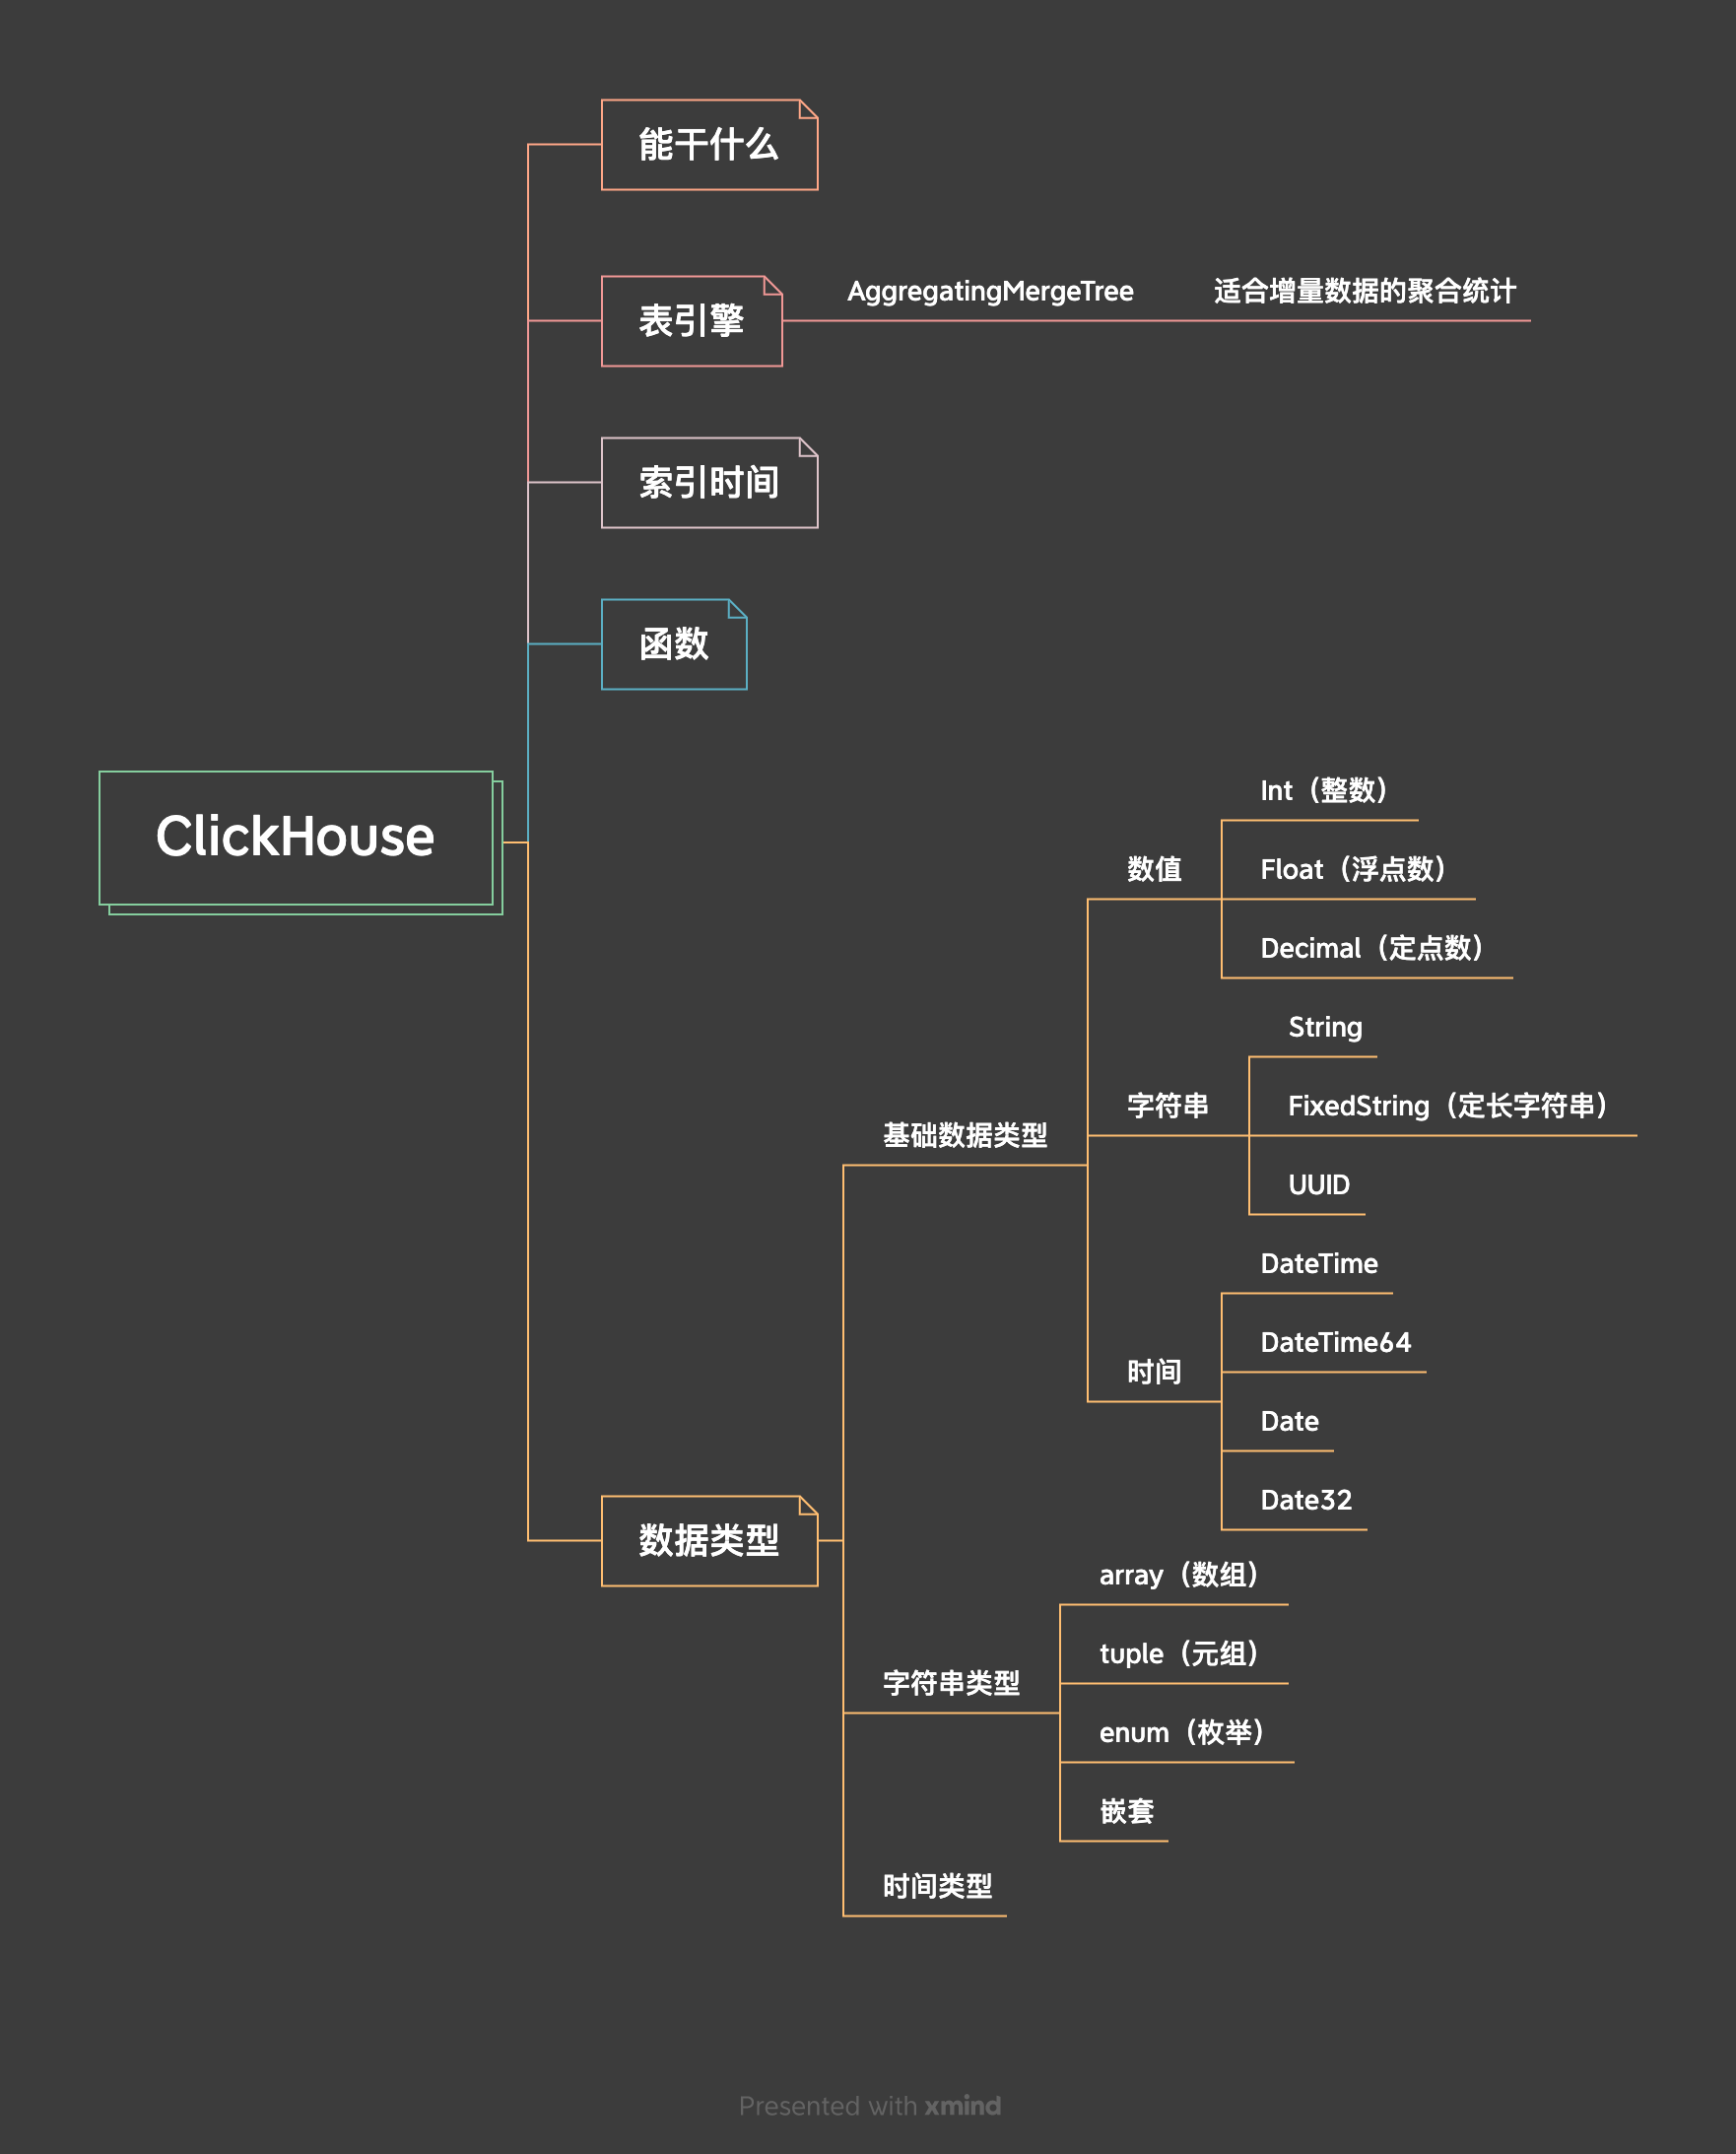 能干什么
表引擎
AggregatingMergeTree
适合增量数据的聚合统计
索引时间
函数
ClickHouse
数据类型
基础数据类型
数值
Int（整数）
Float（浮点数）
Decimal（定点数）
字符串
String
FixedString（定长字符串）
UUID
时间
DateTime
DateTime64
Date
Date32
字符串类型
array（数组）
tuple（元组）
enum（枚举）
嵌套
时间类型
Presented with xmind